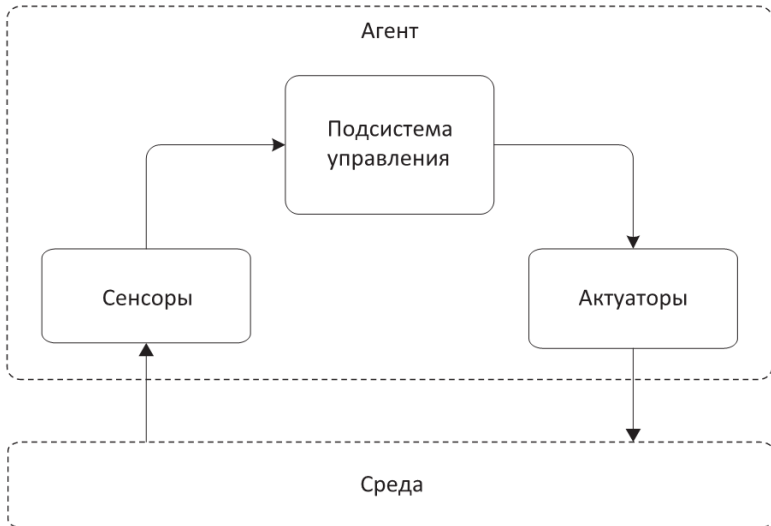 Агент
Подсистема
управления
Сенсоры
Актуаторы
Среда